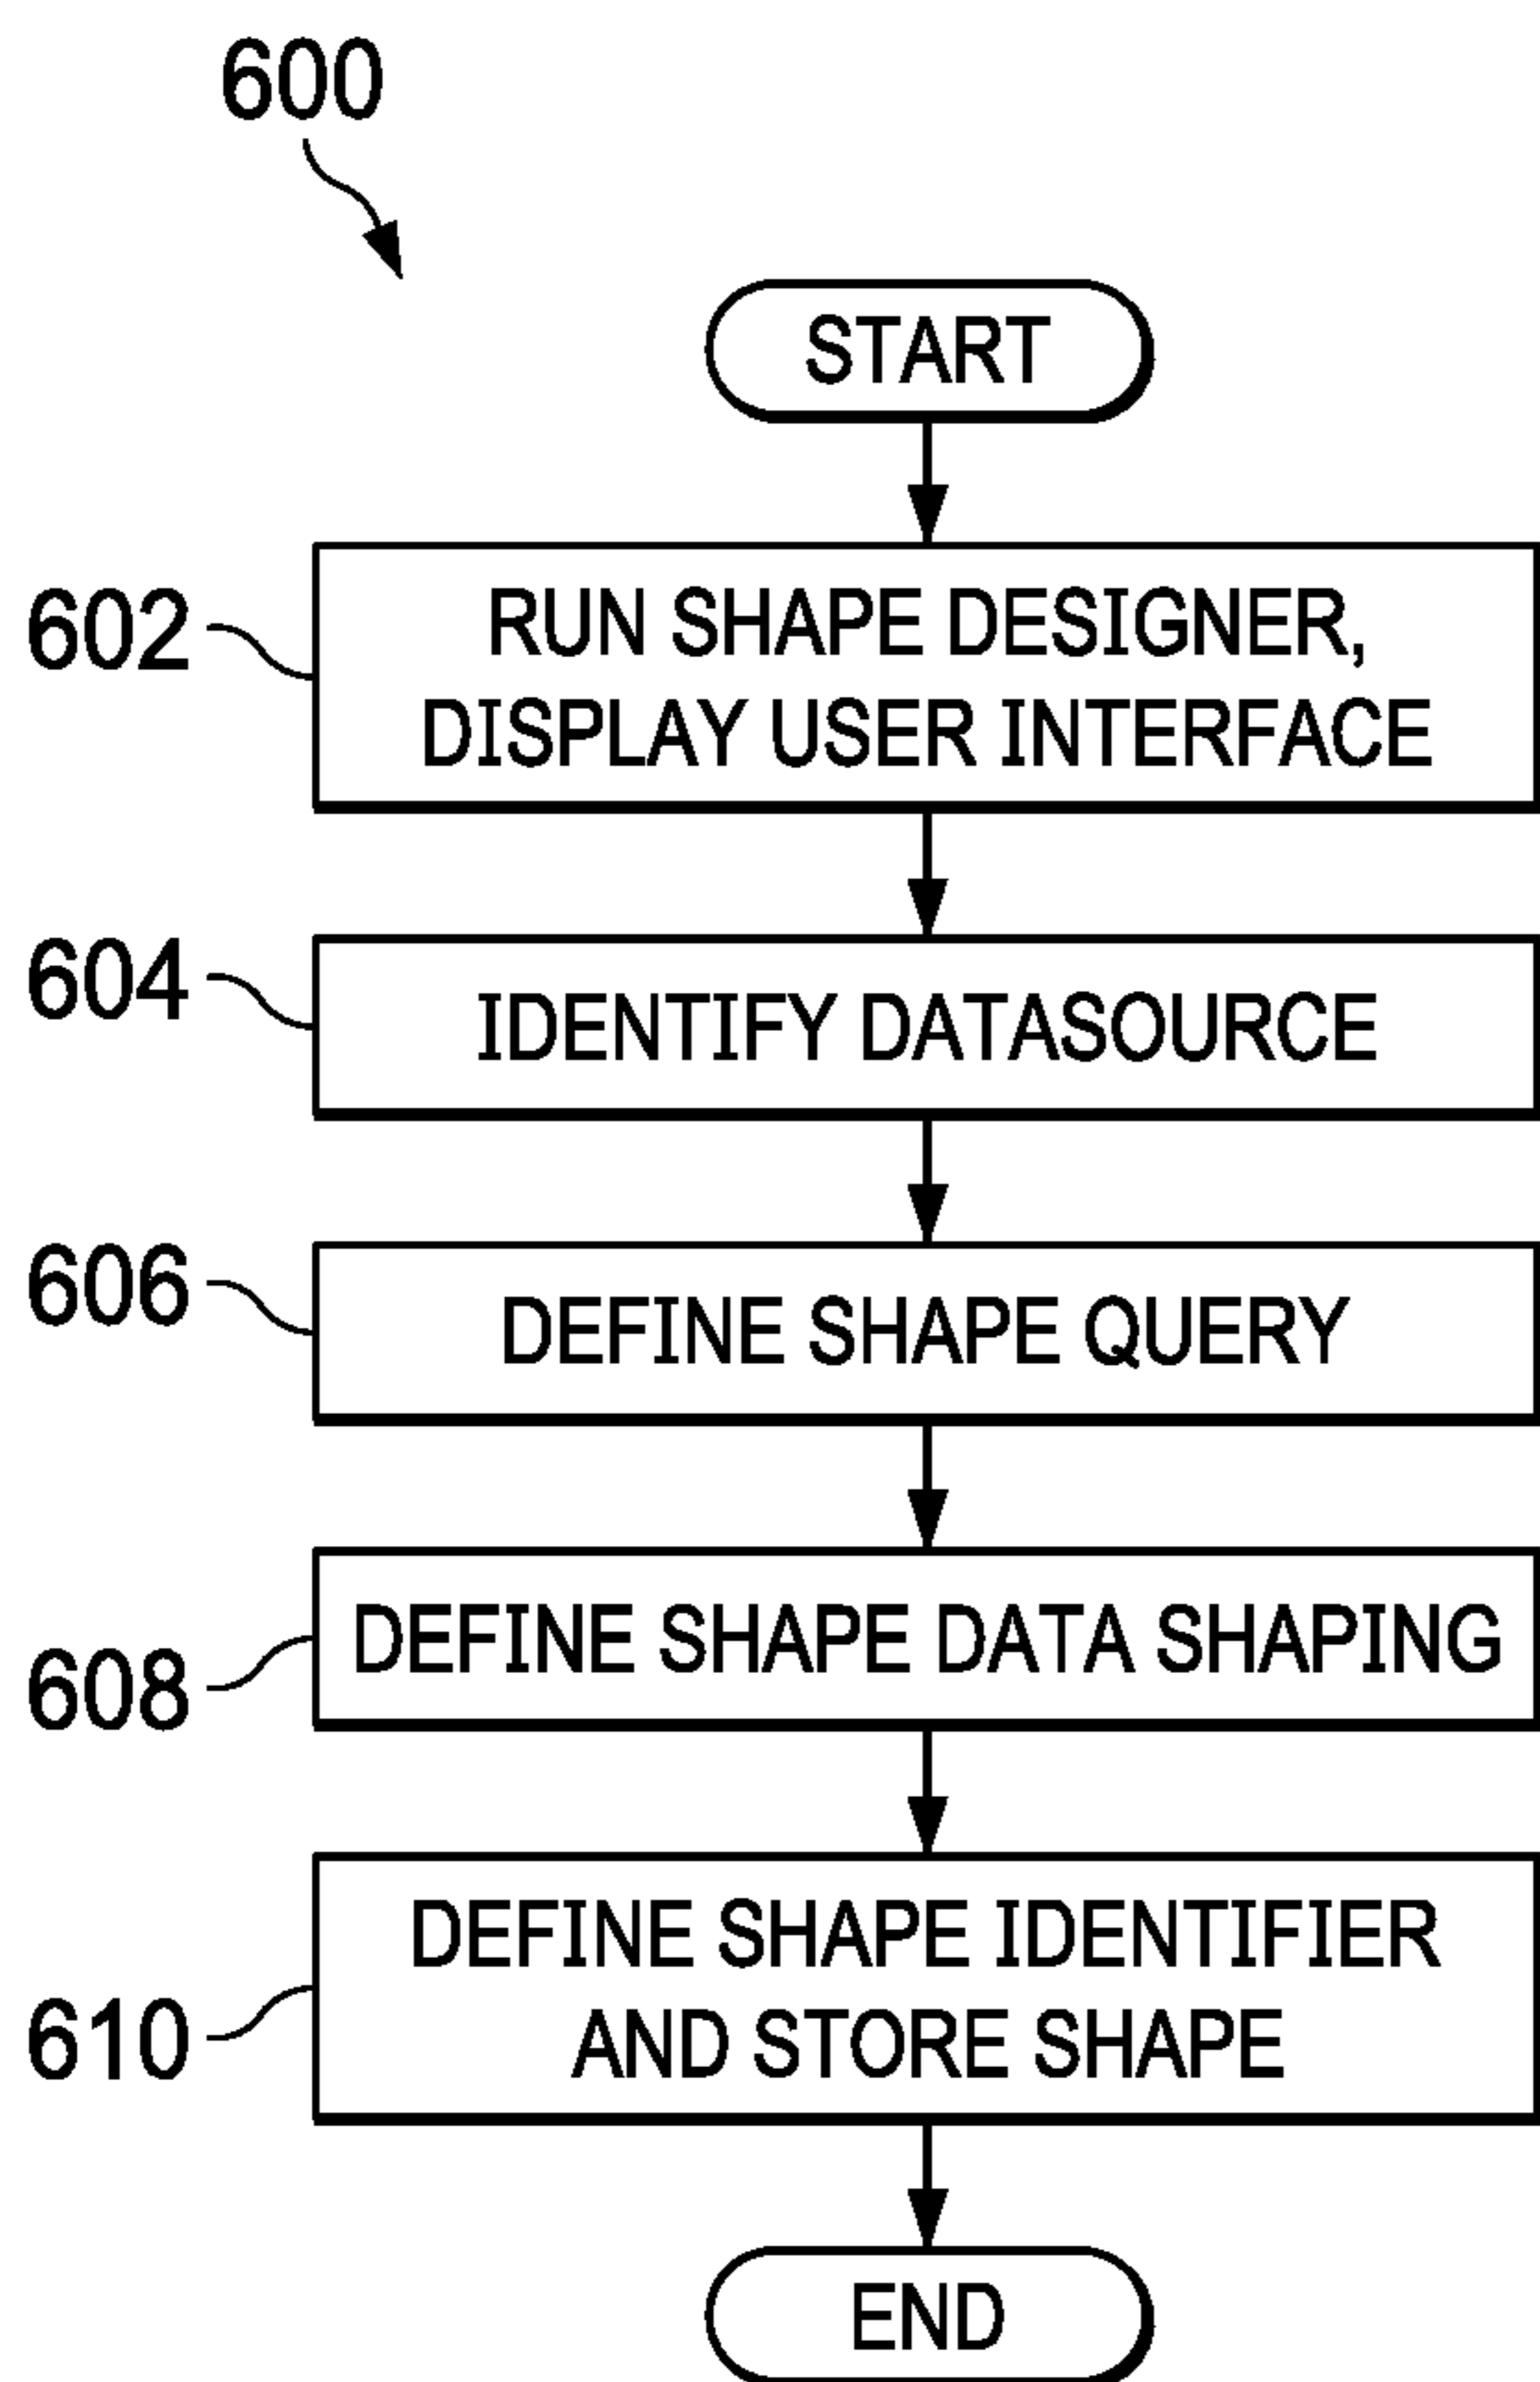 600
START
602
RUN SHAPE DESIGNER,
DISPLAY USER INTERFACE
604
IDENTIFY DATASOURCE
606
DEFINE SHAPE QUERY
608
DEFINE SHAPE DATA SHAPING
610
DEFINE SHAPE IDENTIFIER
AND STORE SHAPE
END